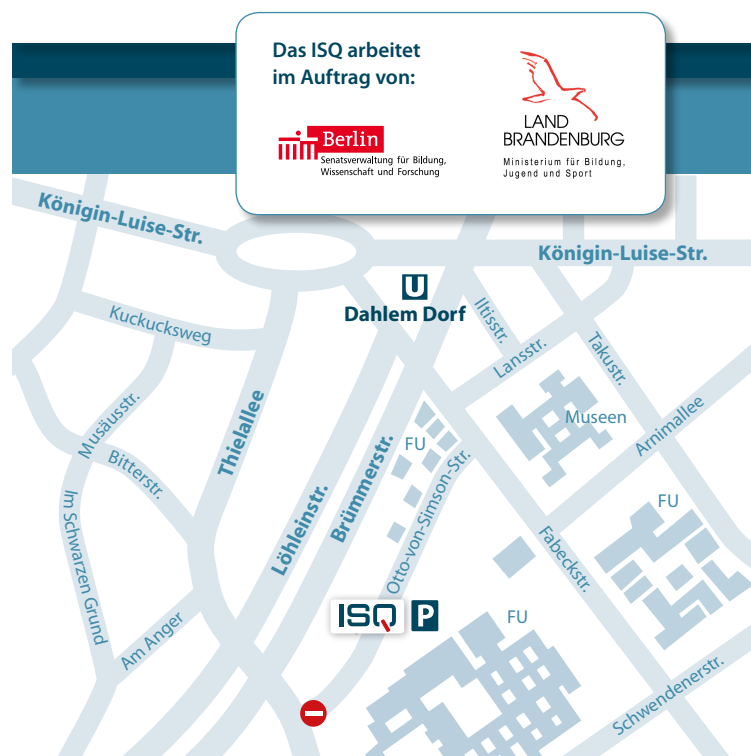 Das ISQ arbeitet
im Auftrag von:
Berlin
Senatsverwaltung für Bildung,
Wissenschaft und Forschung
LAND
BRANDENBURG
Ministerium für Bildung,
Jugend und Sport
Königin-Luise-Str.
Königin-Luise-Str.
U
Dahlem Dorf
Kuckucksweg
Iltisstr.
Lansstr.
Takustr.
Musäusstr.
Bitterstr.
Thielallee
Museen
Arnimallee
FU
Im Schwarzen Grund
Löhleinstr.
Brümmerstr.
Otto-von-Simson-Str.
FU
Fabeckstr.
ISQ P
FU
Am Anger
Schwendenerstr.